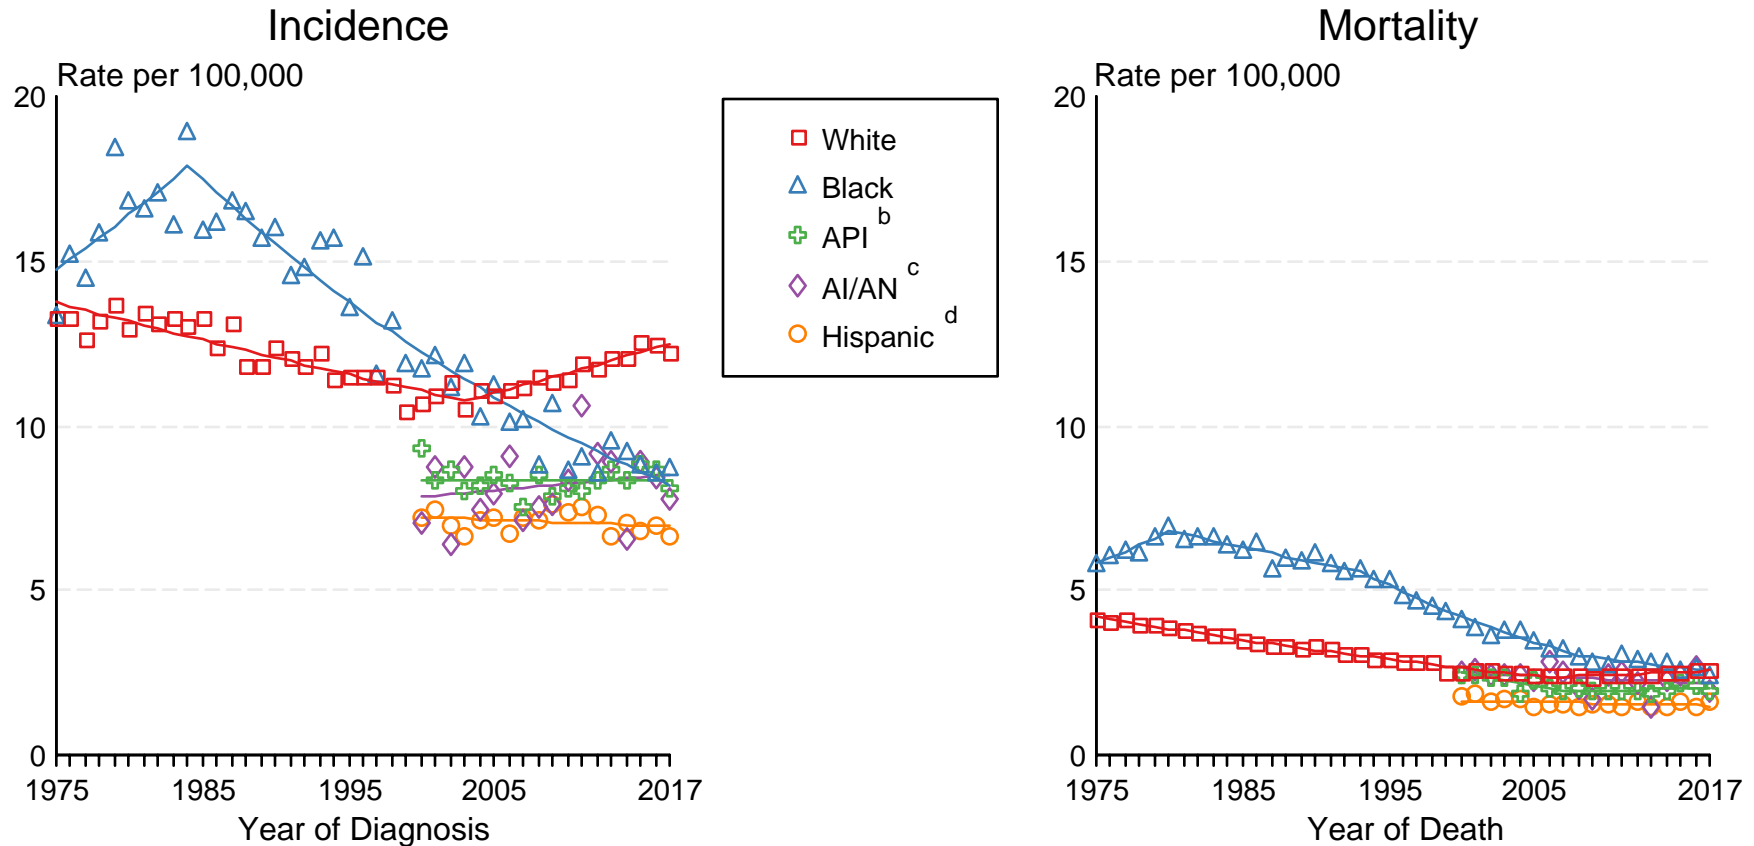 Incidence
Rate per 100,000
20
15
10
5
0
1975 1985 1995 2005 2017
Year of Diagnosis
White
Black
API b
AI/AN c
Hispanic d
Mortality
Rate per 100,000
20
15
10
5
0
1975 1985 1995 2005 2017
Year of Death